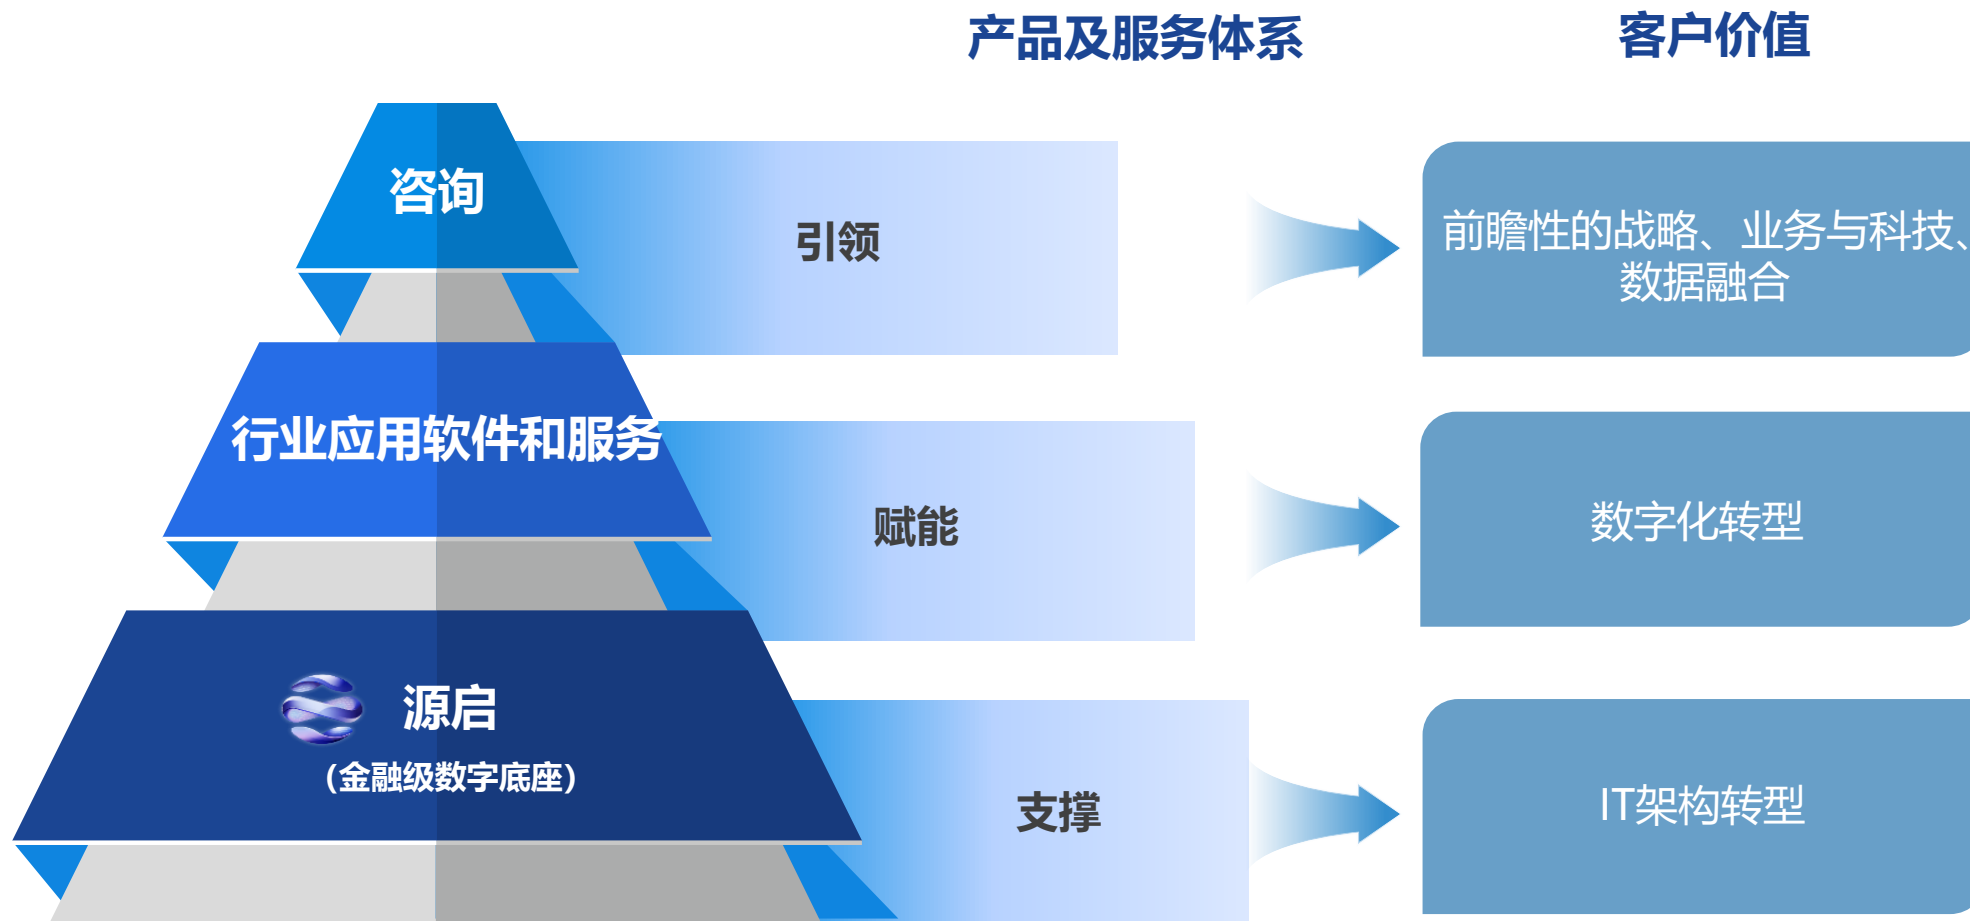 产品及服务体系
客户价值
咨询
引领
前瞻性的战略、业务与科技、
数据融合
行业应用软件和服务
赋能
数字化转型
源启
（金融级数字底座）
支撑
IT架构转型